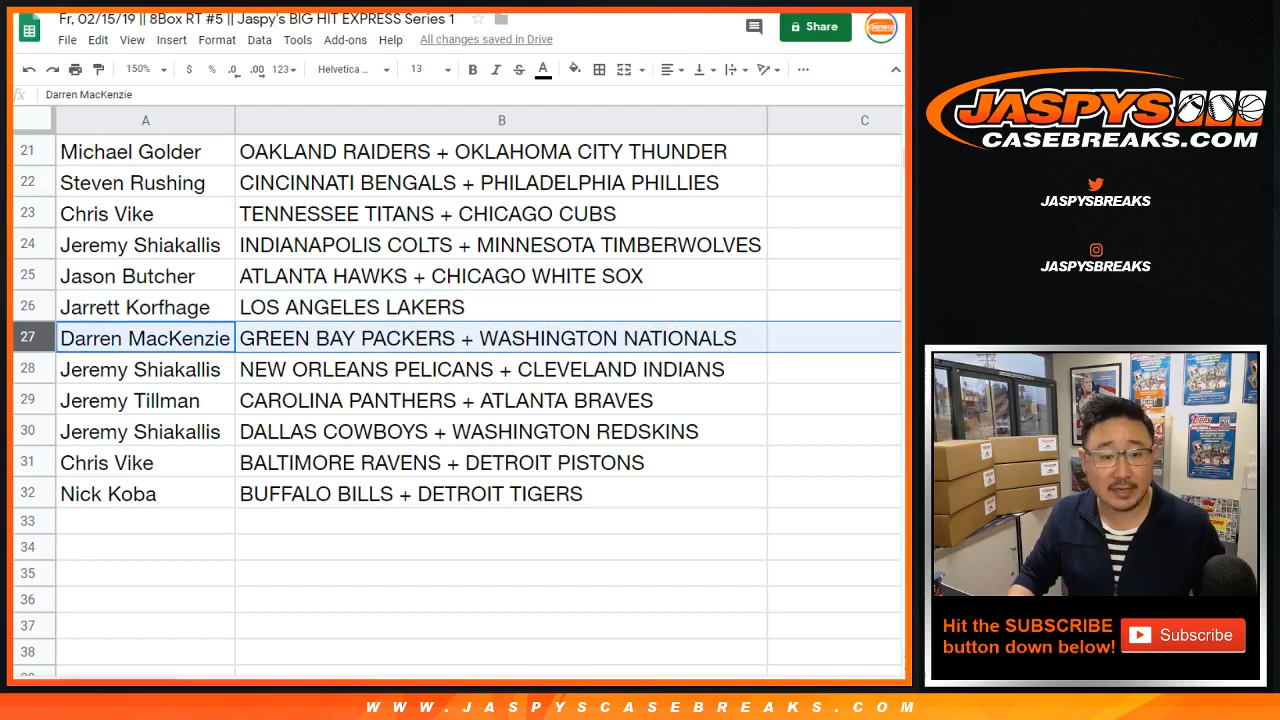 Fr, 02/15/19 || 8Box RT #5 || Jaspy's BIG HIT EXPRESS Series 1
File Edit View Insert Format Data Tools Add-ons Help All changes saved in Drive
Share
150% $ % .0 .00 123 Helvetica ... 13 B I S A
fx Darren MacKenzie
A B C
21 Michael Golder OAKLAND RAIDERS + OKLAHOMA CITY THUNDER
22 Steven Rushing CINCINNATI BENGALS + PHILADELPHIA PHILLIES
23 Chris Vike TENNESSEE TITANS + CHICAGO CUBS
24 Jeremy Shiakallis INDIANAPOLIS COLTS + MINNESOTA TIMBERWOLVES
25 Jason Butcher ATLANTA HAWKS + CHICAGO WHITE SOX
26 Jarrett Korfhage LOS ANGELES LAKERS
27 Darren MacKenzie GREEN BAY PACKERS + WASHINGTON NATIONALS
28 Jeremy Shiakallis NEW ORLEANS PELICANS + CLEVELAND INDIANS
29 Jeremy Tillman CAROLINA PANTHERS + ATLANTA BRAVES
30 Jeremy Shiakallis DALLAS COWBOYS + WASHINGTON REDSKINS
31 Chris Vike BALTIMORE RAVENS + DETROIT PISTONS
32 Nick Koba BUFFALO BILLS + DETROIT TIGERS
33
34
35
36
37
38
JASPYS
CASEBREAKS.COM
JASPYSBREAKS
JASPYSBREAKS
Hit the SUBSCRIBE
button down below!
Subscribe
WWW.JASPYSCASEBREAKS.COM